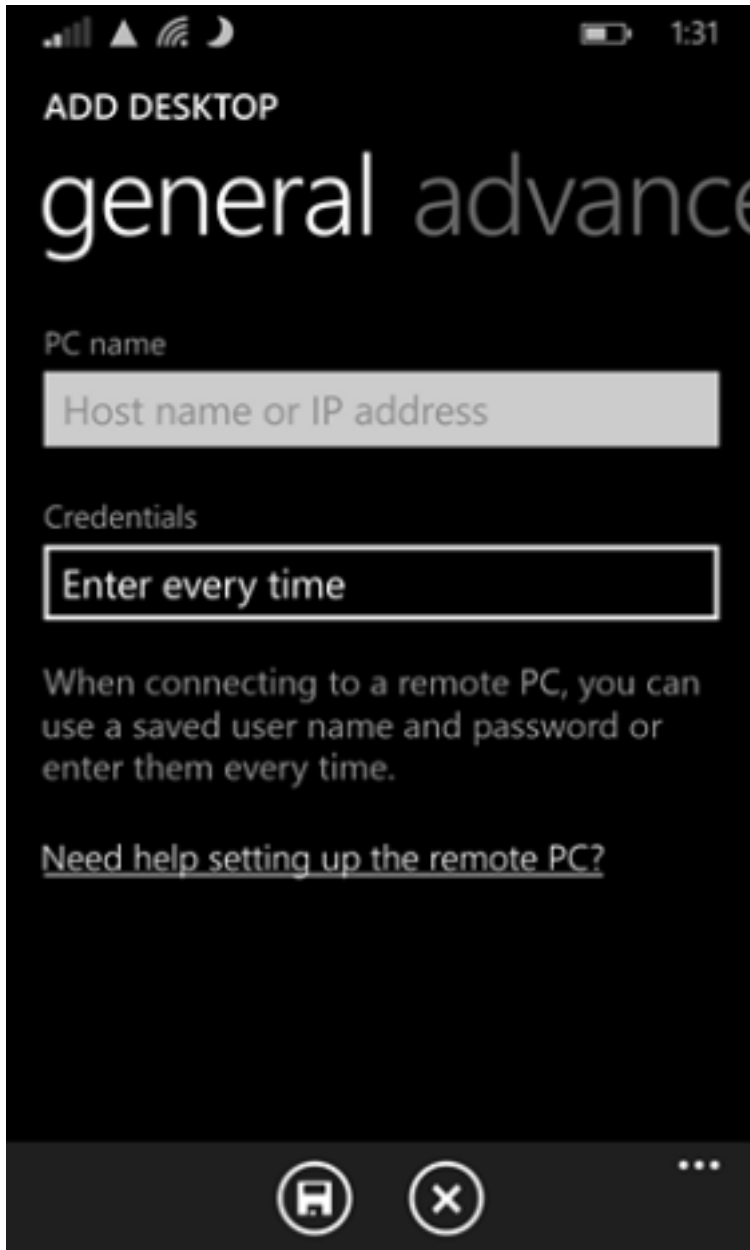 1:31
ADD DESKTOP
general advance
PC name
Host name or IP address
Credentials
Enter every time
When connecting to a remote PC, you can
use a saved user name and password or
enter them every time.
Need help setting up the remote PC?